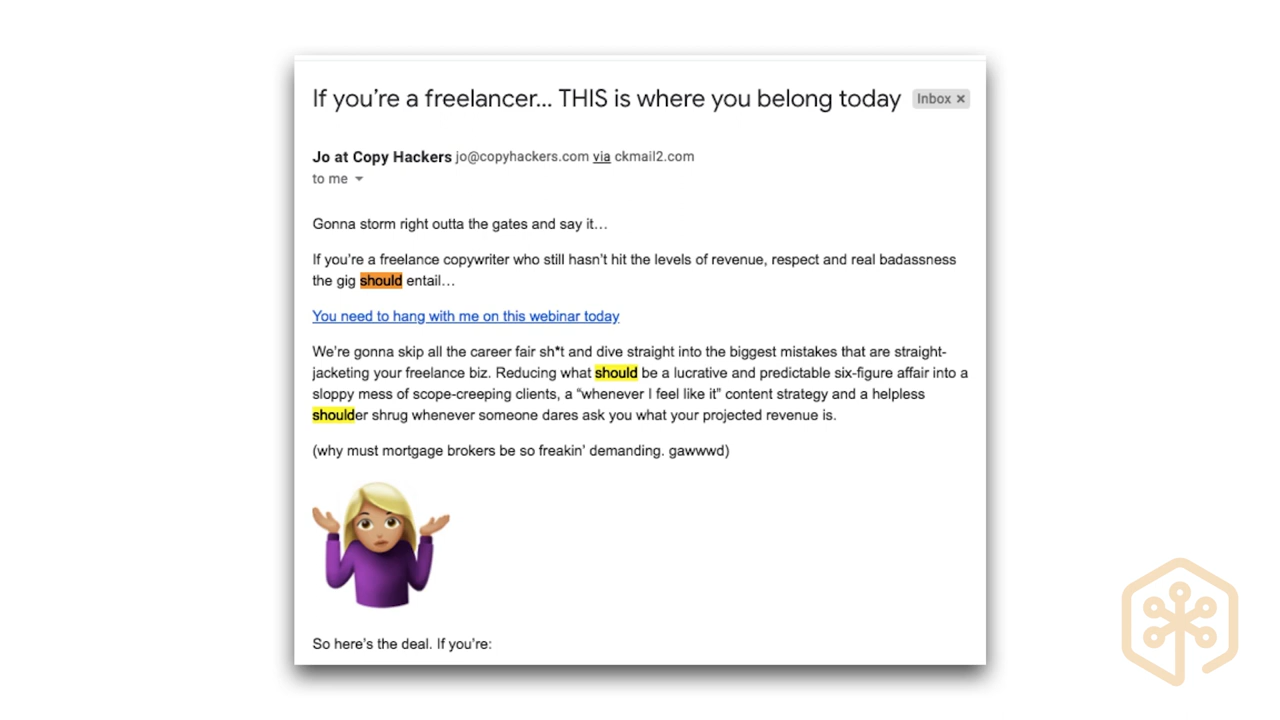 If you’re a freelancer... THIS is where you belong today Inbox ×
Jo at Copy Hackers jo@copyhackers.com via ckmail2.com
to me
Gonna storm right outta the gates and say it…
If you’re a freelance copywriter who still hasn’t hit the levels of revenue, respect and real badassness
the gig should entail…
You need to hang with me on this webinar today
We’re gonna skip all the career fair sh*t and dive straight into the biggest mistakes that are straight-
jacketing your freelance biz. Reducing what should be a lucrative and predictable six-figure affair into a
sloppy mess of scope-creeping clients, a “whenever I feel like it” content strategy and a helpless
shoulder shrug whenever someone dares ask you what your projected revenue is.
(why must mortgage brokers be so freakin’ demanding. gawwwd)
So here’s the deal. If you’re: